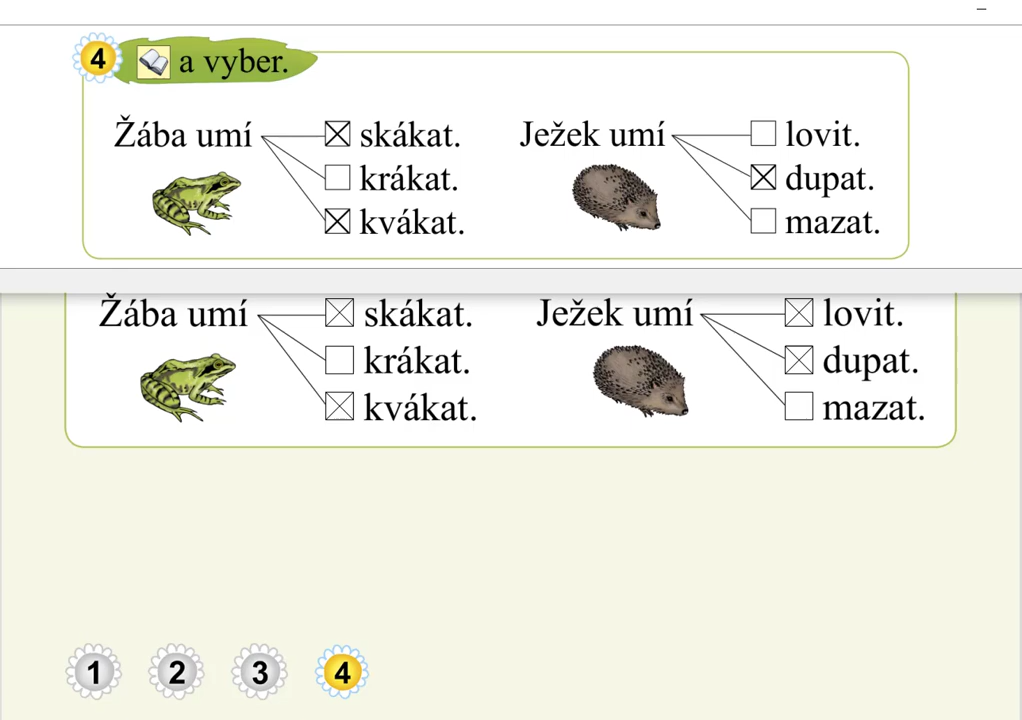 4 a vyber.
Žába umí skákat. Ježek umí lovit.
krákat. dupat.
kvákat. mazat.
Žába umí skákat. Ježek umí lovit.
krákat. dupat.
kvákat. mazat.
1 2 3 4